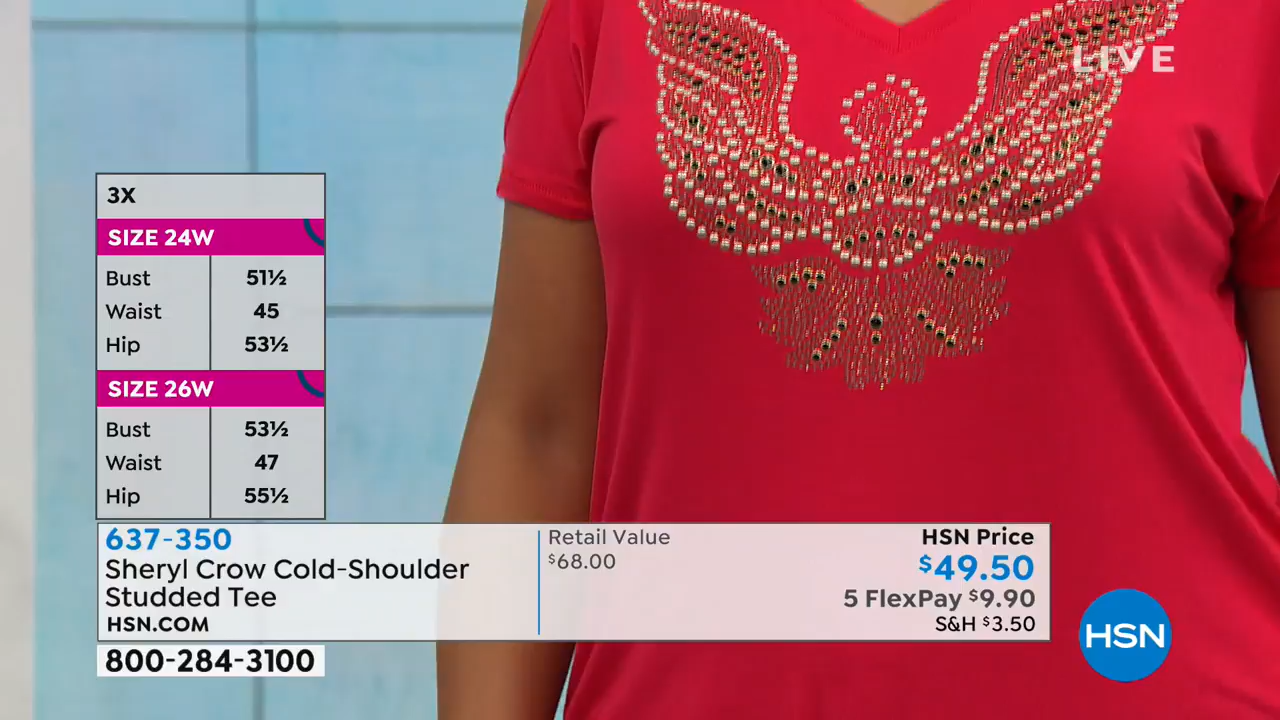 LIVE
3X
SIZE 24W
Bust 51½
Waist 45
Hip 53½
SIZE 26W
Bust 53½
Waist 47
Hip 55½
637-350
Sheryl Crow Cold-Shoulder
Studded Tee
HSN.COM
Retail Value
$68.00
HSN Price
$49.50
5 FlexPay $9.90
S&H $3.50
800-284-3100
HSN